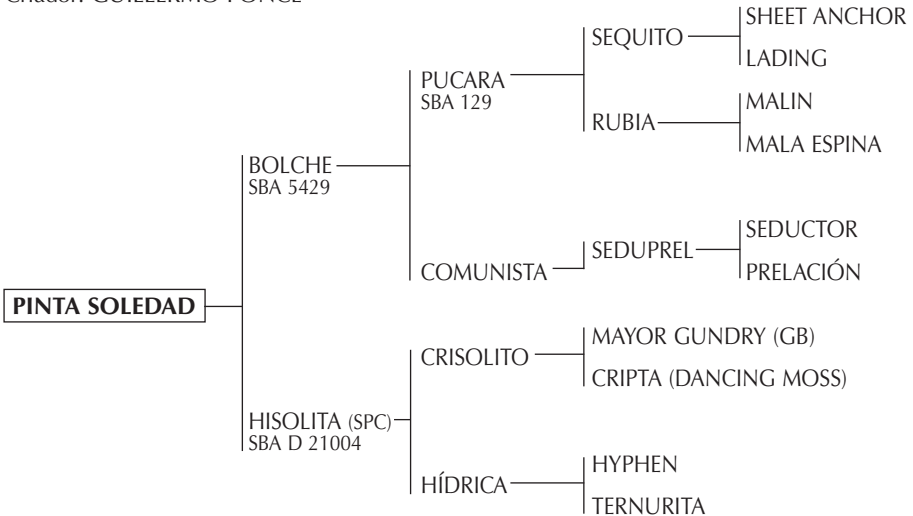 SHEET ANCHOR
SEQUITO
LADING
PUCARA
SBA 129
MALIN
RUBIA
MALA ESPINA
BOLCHE
SBA 5429
SEDUCTOR
SEDUPREL
COMUNISTA
PRELACIÓN
PINTA SOLEDAD
MAYOR GUNDRY (GB)
CRISOLITO
CRIPTA (DANCING MOSS)
HISOLITA (SPC)
SBA D 21004
HYPHEN
HÍDRICA
TERNURITA